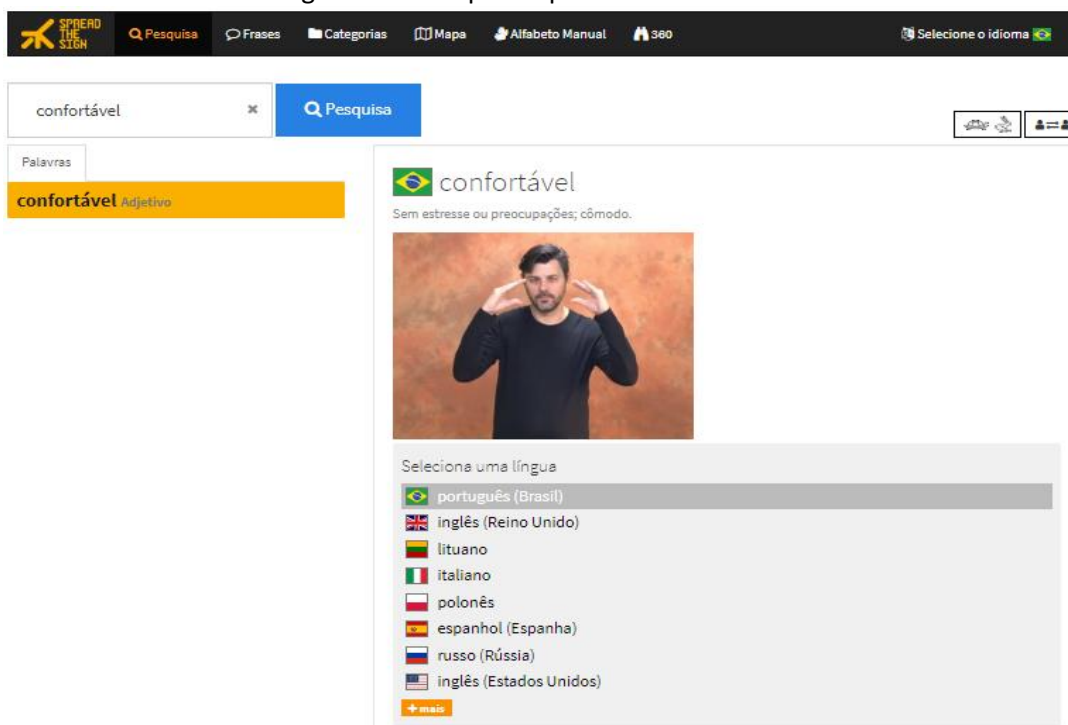 SPREAD
THE
SIGN
Pesquisa
Frases
Categorias
Mapa
Alfabeto Manual
360
Selecione o idioma
confortável
Pesquisa
Palavras
confortável Adjetivo
confortável
Sem estresse ou preocupações; cômodo.
Seleciona uma língua
português (Brasil)
inglês (Reino Unido)
lituano
italiano
polonês
espanhol (Espanha)
russo (Rússia)
inglês (Estados Unidos)
+mais